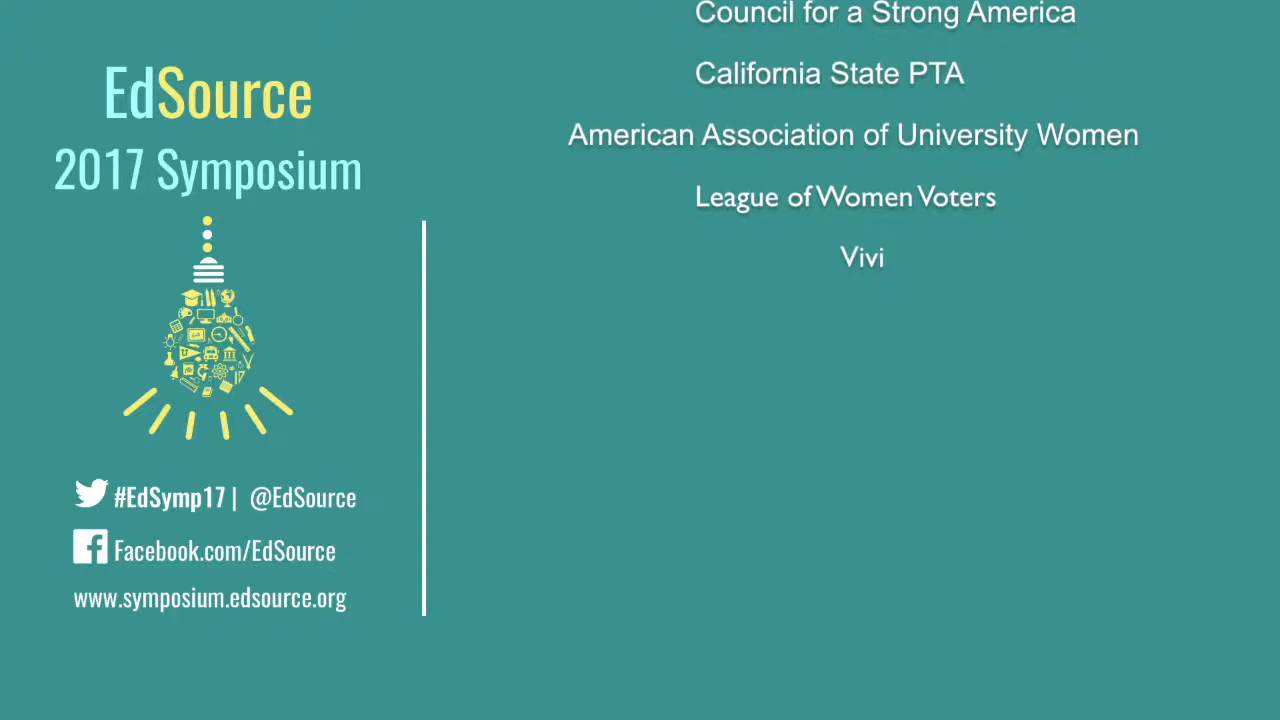 EdSource
2017 Symposium
#EdSymp17 | @EdSource
Facebook.com/EdSource
www.symposium.edsource.org
Council for a Strong America
California State PTA
American Association of University Women
League of Women Voters
Vivi